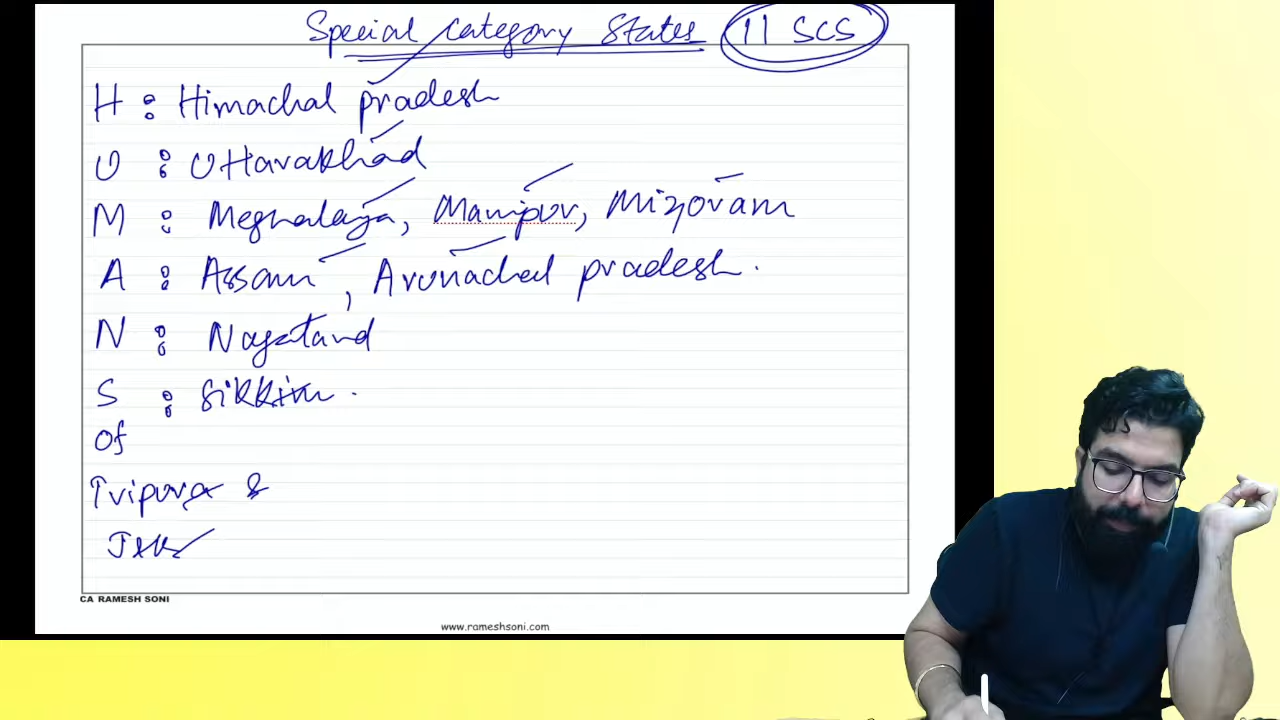 Special Category States 11 SCS
H : Himachal pradesh
U : Uttarakhad
M : Meghalaya, Manipur, Mizoram
A : Assam, Arunachal pradesh.
N : Nagaland
S : Sikkim.
Of
Tripura &
J&K
CA RAMESH SONI
www.rameshsoni.com